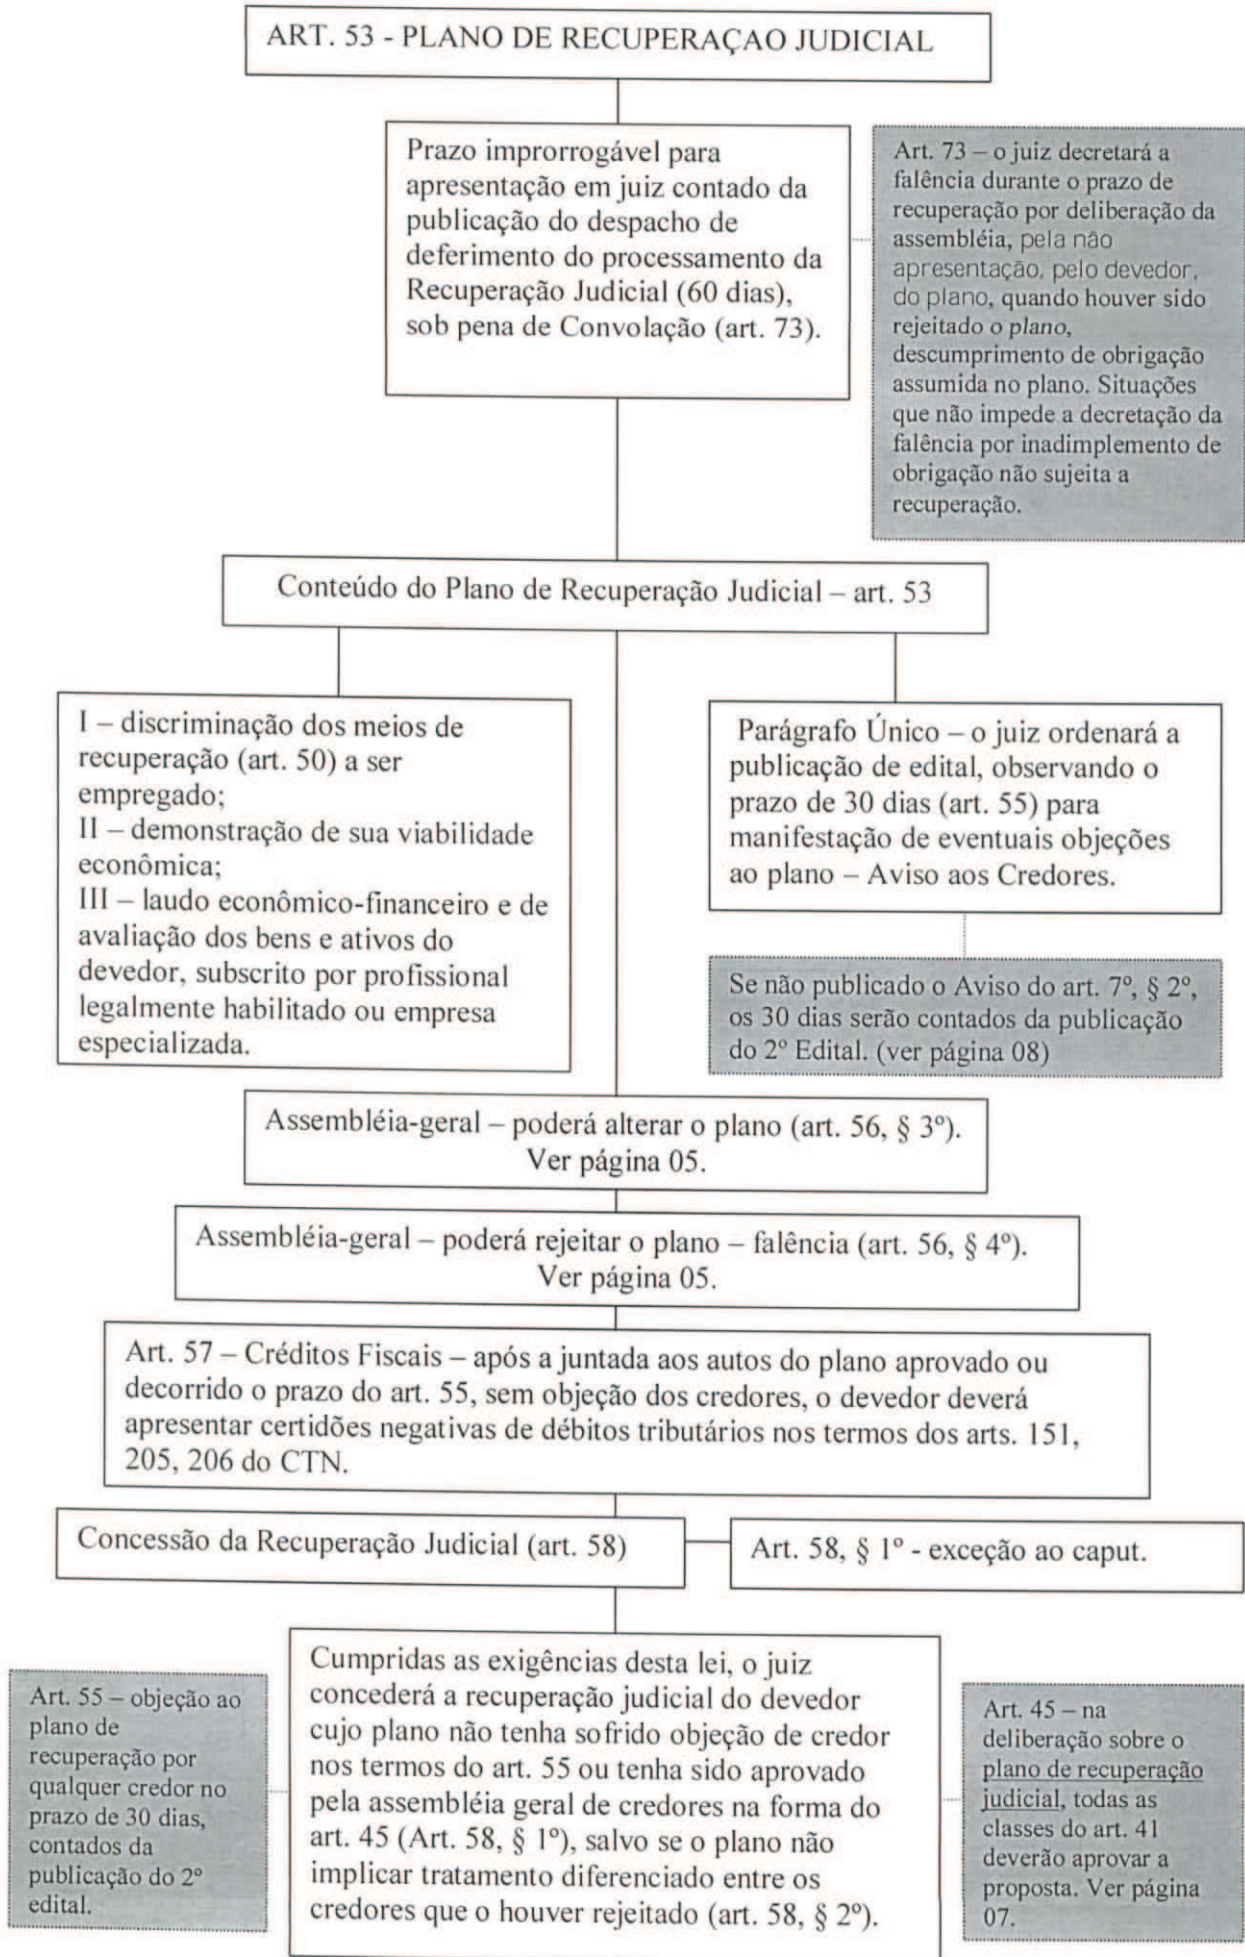 ART. 53 - PLANO DE RECUPERAÇAO JUDICIAL
Prazo improrrogável para
apresentação em juiz contado da
publicação do despacho de
deferimento do processamento da
Recuperação Judicial (60 dias),
sob pena de Convolação (art. 73).
Art. 73 – o juiz decretará a
falência durante o prazo de
recuperação por deliberação da
assembléia, pela não
apresentação, pelo devedor,
do plano, quando houver sido
rejeitado o plano,
descumprimento de obrigação
assumida no plano. Situações
que não impede a decretação da
falência por inadimplemento de
obrigação não sujeita a
recuperação.
Conteúdo do Plano de Recuperação Judicial – art. 53
I – discriminação dos meios de
recuperação (art. 50) a ser
empregado;
II – demonstração de sua viabilidade
econômica;
III – laudo econômico-financeiro e de
avaliação dos bens e ativos do
devedor, subscrito por profissional
legalmente habilitado ou empresa
especializada.
Parágrafo Único – o juiz ordenará a
publicação de edital, observando o
prazo de 30 dias (art. 55) para
manifestação de eventuais objeções
ao plano – Aviso aos Credores.
Se não publicado o Aviso do art. 7º, § 2º,
os 30 dias serão contados da publicação
do 2º Edital. (ver página 08)
Assembléia-geral – poderá alterar o plano (art. 56, § 3º).
Ver página 05.
Assembléia-geral – poderá rejeitar o plano – falência (art. 56, § 4º).
Ver página 05.
Art. 57 – Créditos Fiscais – após a juntada aos autos do plano aprovado ou
decorrido o prazo do art. 55, sem objeção dos credores, o devedor deverá
apresentar certidões negativas de débitos tributários nos termos dos arts. 151,
205, 206 do CTN.
Concessão da Recuperação Judicial (art. 58)
Art. 58, § 1º - exceção ao caput.
Art. 55 – objeção ao
plano de
recuperação por
qualquer credor no
prazo de 30 dias,
contados da
publicação do 2º
edital.
Cumpridas as exigências desta lei, o juiz
concederá a recuperação judicial do devedor
cujo plano não tenha sofrido objeção de credor
nos termos do art. 55 ou tenha sido aprovado
pela assembléia geral de credores na forma do
art. 45 (Art. 58, § 1º), salvo se o plano não
implicar tratamento diferenciado entre os
credores que o houver rejeitado (art. 58, § 2º).
Art. 45 – na
deliberação sobre o
plano de recuperação
judicial, todas as
classes do art. 41
deverão aprovar a
proposta. Ver página
07.